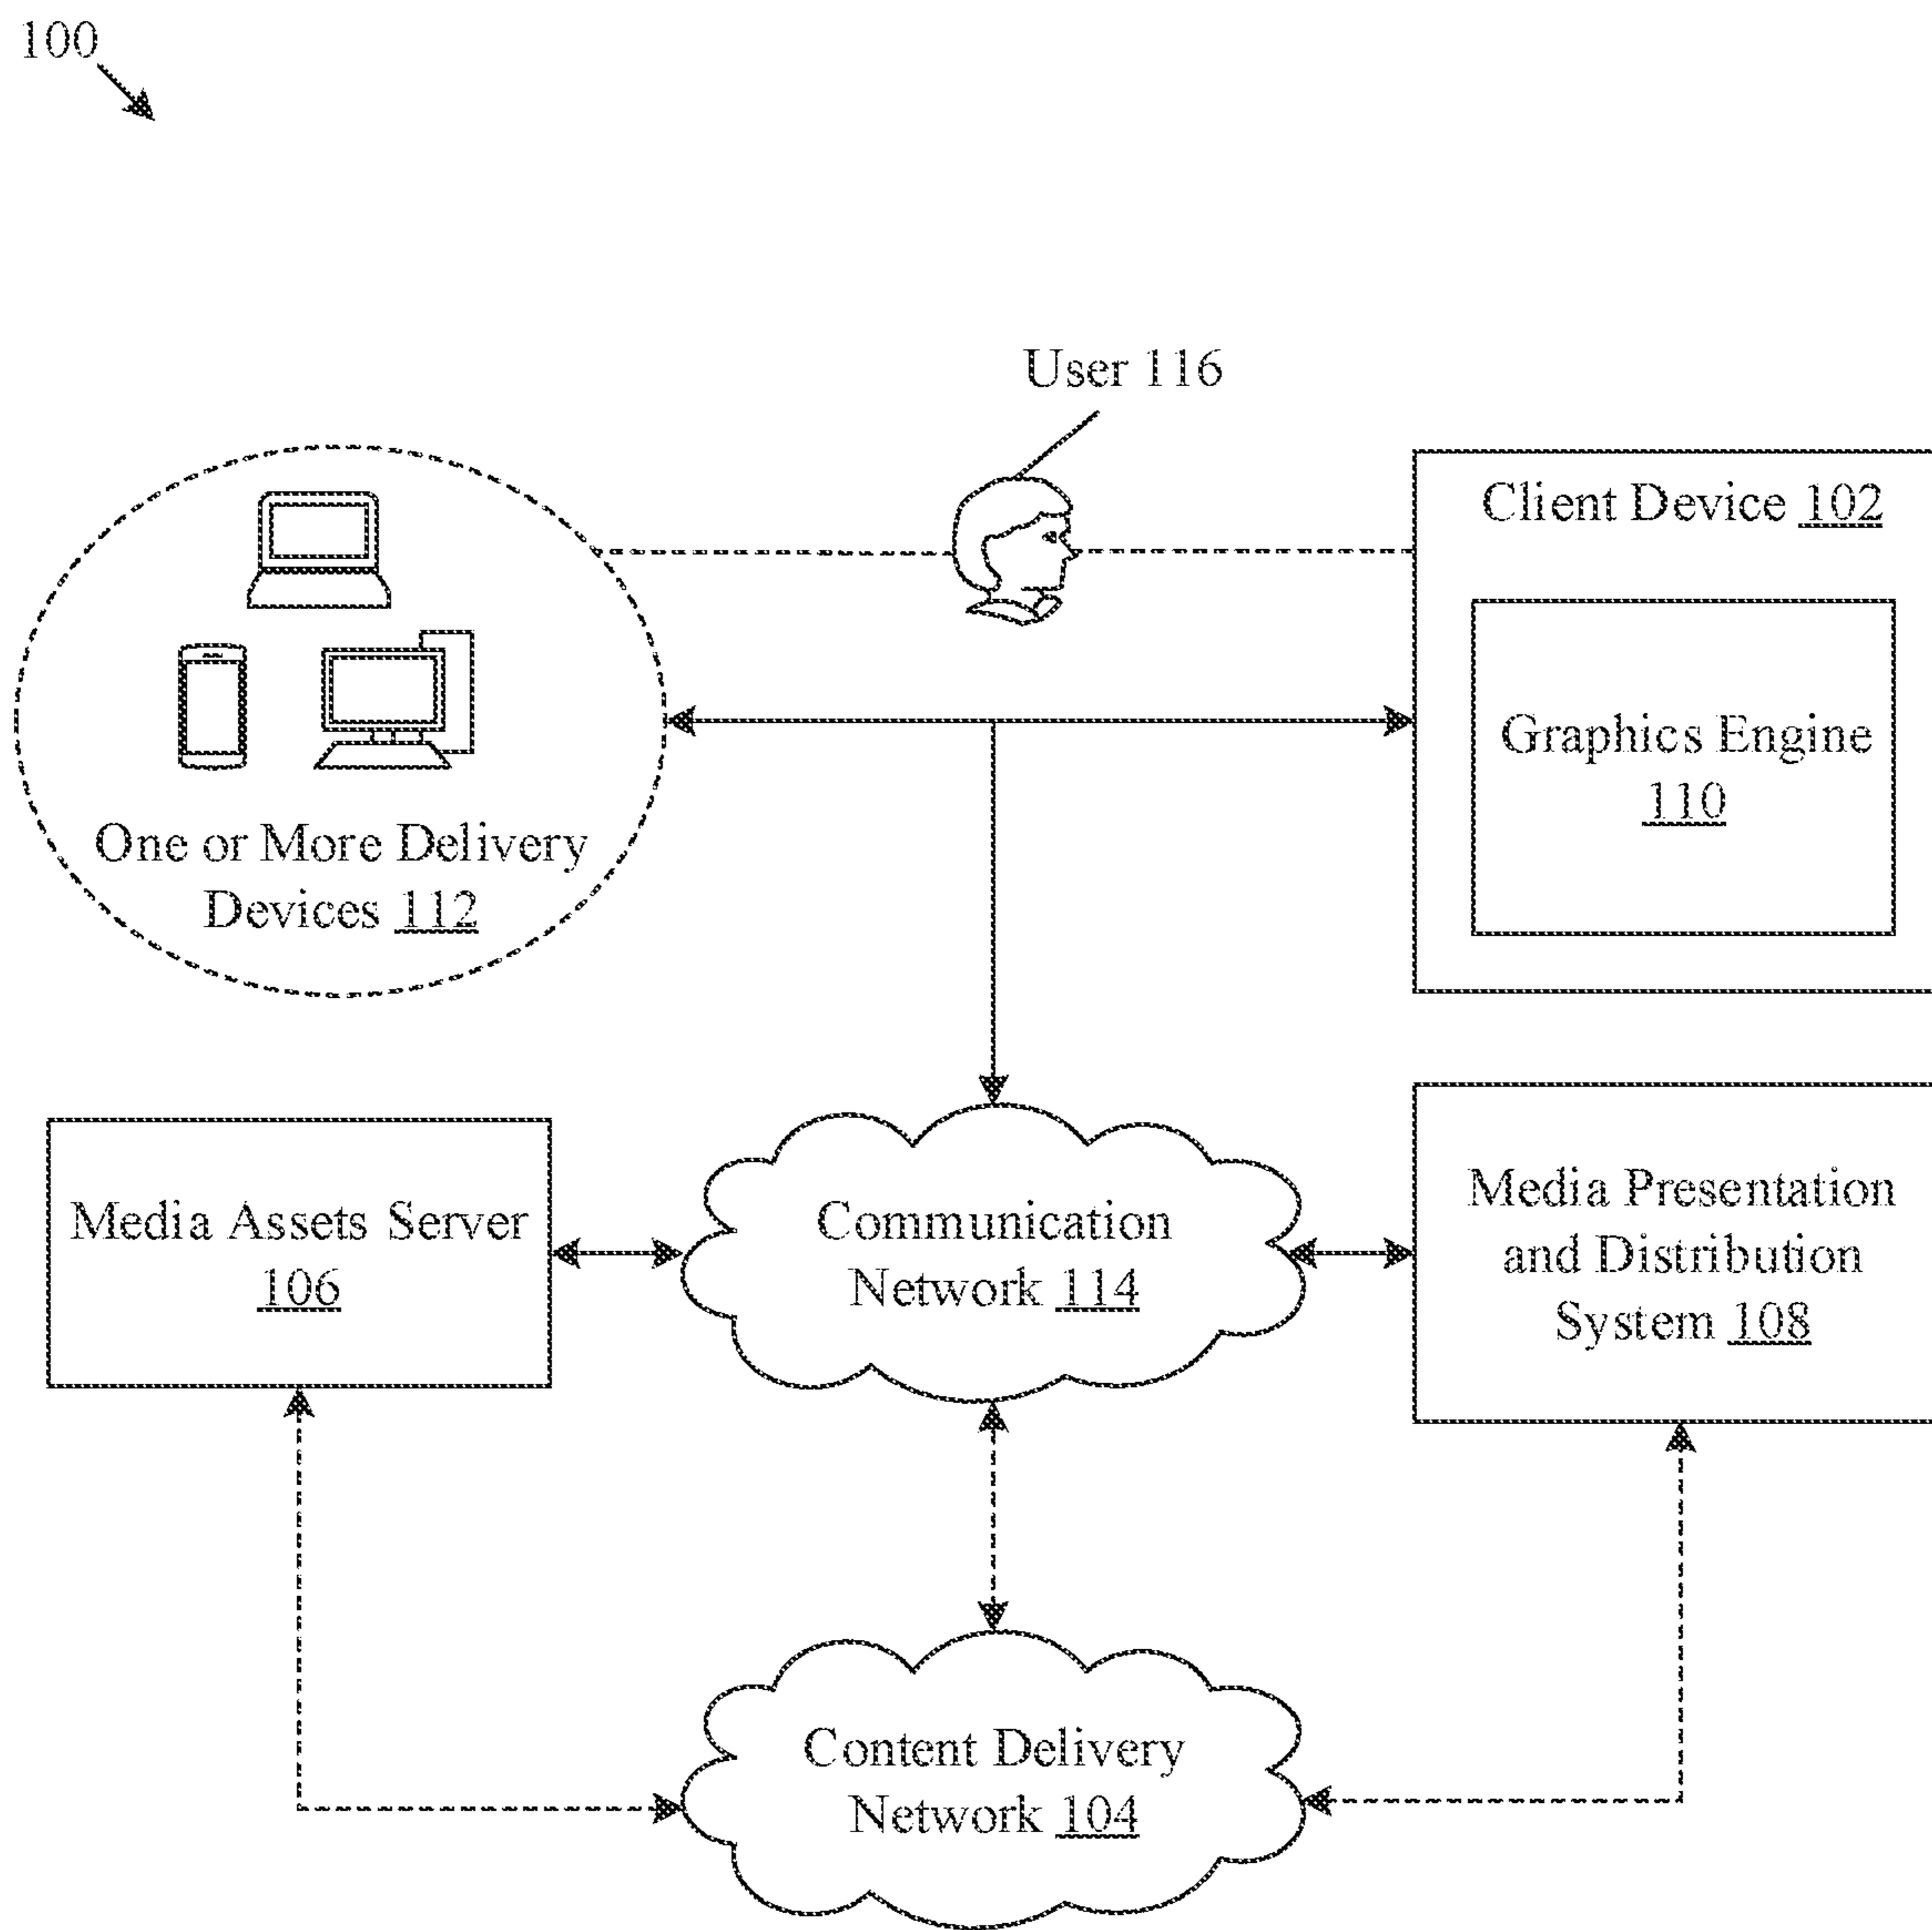 100
User 116
Client Device 102
Graphics Engine
110
One or More Delivery
Devices 112
Media Assets Server
106
Communication
Network 114
Media Presentation
and Distribution
System 108
Content Delivery
Network 104